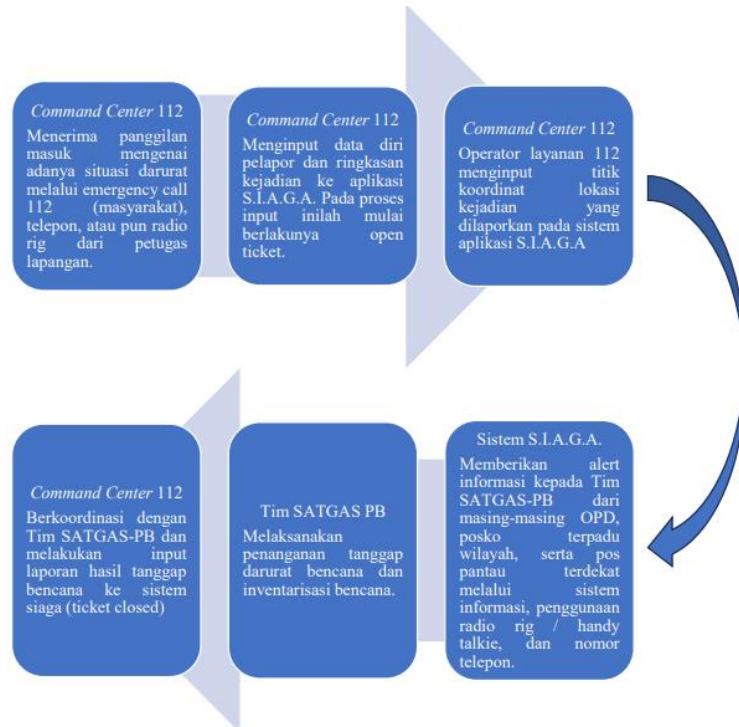 Command Center 112
Menerima panggilan
masuk mengenai
adanya situasi darurat
melalui emergency call
112 (masyarakat),
telepon, atau pun radio
rig dari petugas
lapangan.
Command Center 112
Menginput data diri
pelapor dan ringkasan
kejadian ke aplikasi
S.I.A.G.A. Pada proses
input inilah mulai
berlakunya open
ticket.
Command Center 112
Operator layanan 112
menginput titik
koordinat lokasi
kejadian yang
dilaporkan pada sistem
aplikasi S.I.A.G.A
Sistem S.I.A.G.A.
Memberikan alert
informasi kepada Tim
SATGAS-PB dari
masing-masing OPD,
posko terpadu
wilayah, serta pos
pantau terdekat
melalui sistem
informasi, penggunaan
radio rig / handy
talkie, dan nomor
telepon.
Tim SATGAS PB
Melaksanakan
penanganan tanggap
darurat bencana dan
inventarisasi bencana.
Command Center 112
Berkoordinasi dengan
Tim SATGAS-PB dan
melakukan input
laporan hasil tanggap
bencana ke sistem
siaga (ticket closed)